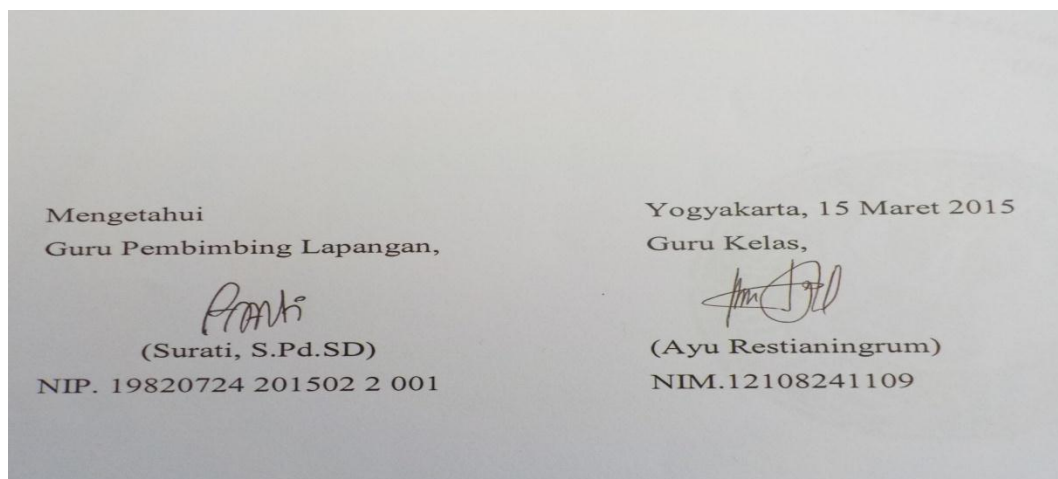 Mengetahui
Guru Pembimbing Lapangan,
(Surati, S.Pd.SD)
NIP. 19820724 201502 2 001
Yogyakarta, 15 Maret 2015
Guru Kelas,
(Ayu Restianingrum)
NIM.12108241109